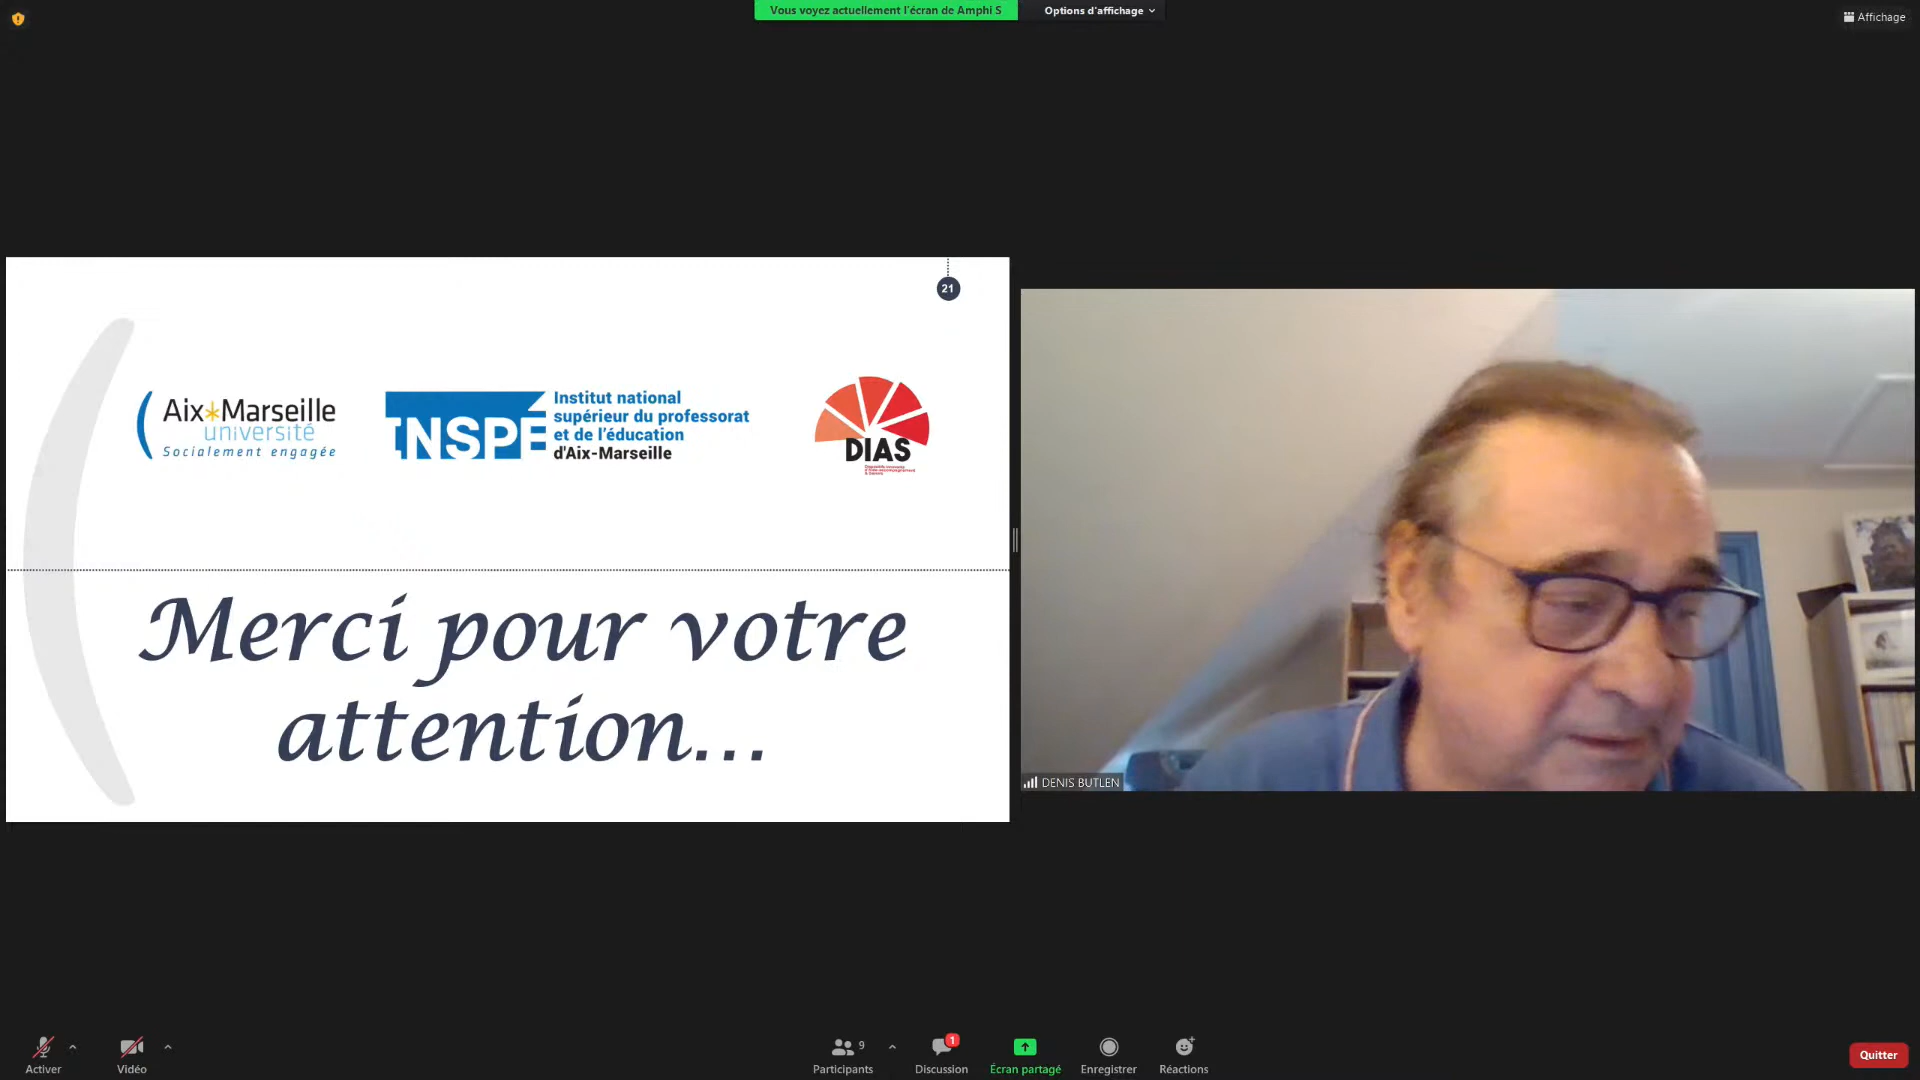 Vous voyez actuellement l'écran de Amphi S
Options d'affichage
Affichage
21
Aix*Marseille
université
Socialement engagée
INSPÉ
Institut national
supérieur du professorat
et de l'éducation
d'Aix-Marseille
DIAS
Merci pour votre
attention...
DENIS BUTLEN
Activer
Vidéo
9
Participants
1
Discussion
Écran partagé
Enregistrer
Réactions
Quitter